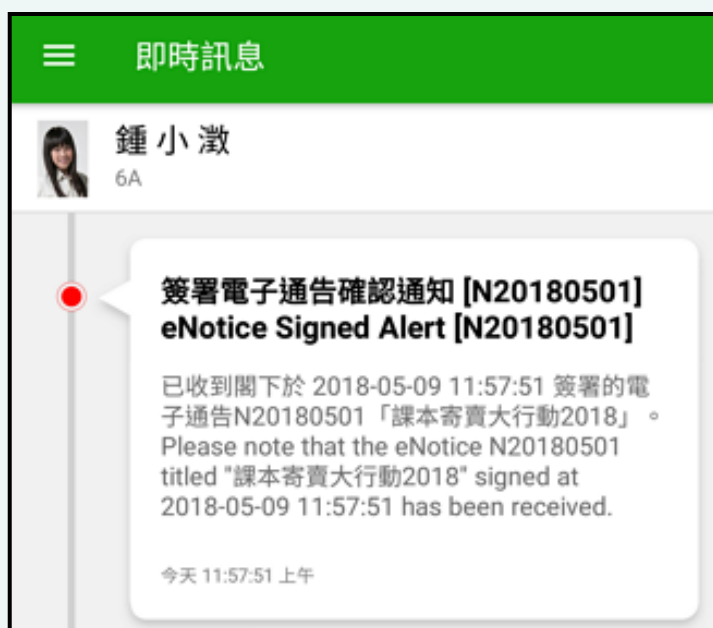 即時訊息
鍾 小 澂
6A
簽署電子通告確認通知 [N20180501]
eNotice Signed Alert [N20180501]
已收到閣下於 2018-05-09 11:57:51 簽署的電
子通告N20180501「課本寄賣大行動2018」。
Please note that the eNotice N20180501
titled "課本寄賣大行動2018" signed at
2018-05-09 11:57:51 has been received.
今天 11:57:51 上午